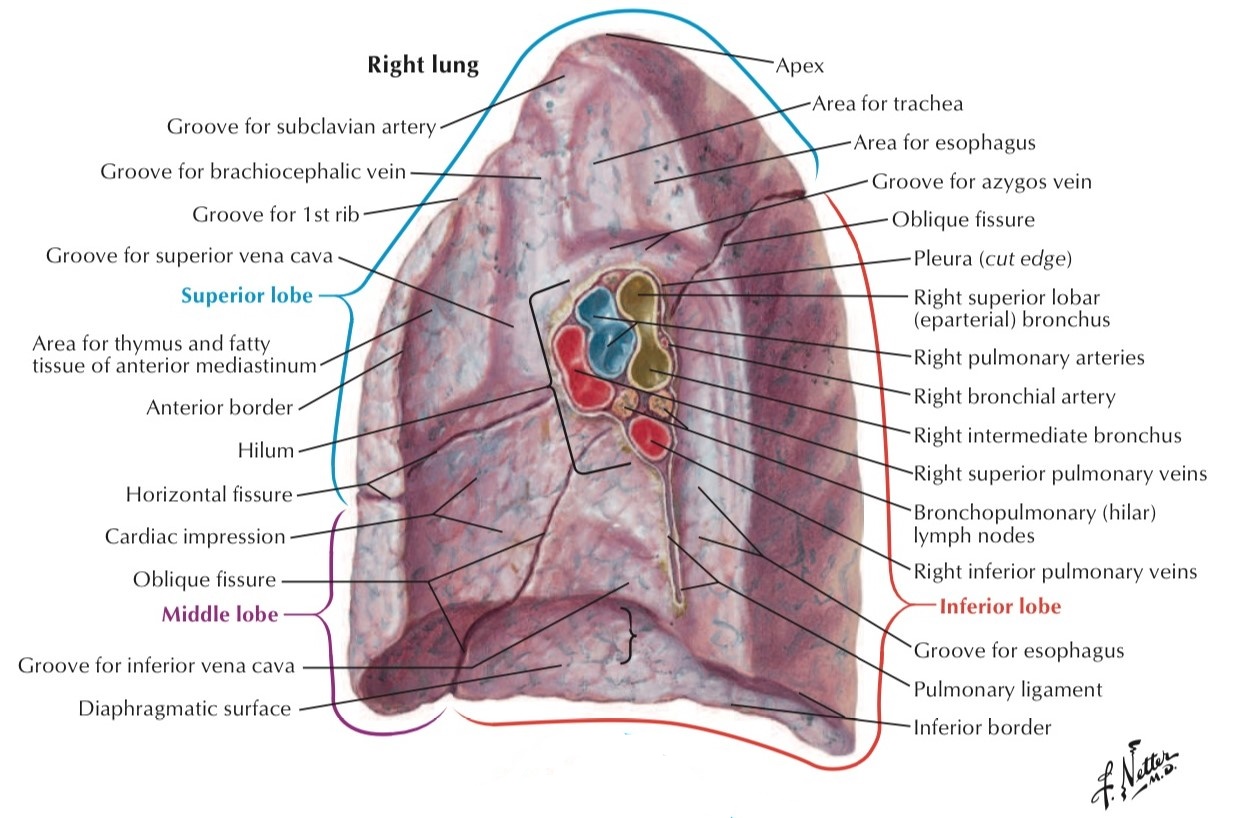 Right lung
Groove for subclavian artery
Groove for brachiocephalic vein
Groove for 1st rib
Groove for superior vena cava
Superior lobe
Area for thymus and fatty
tissue of anterior mediastinum
Anterior border
Hilum
Horizontal fissure
Cardiac impression
Oblique fissure
Middle lobe
Groove for inferior vena cava
Diaphragmatic surface
Apex
Area for trachea
Area for esophagus
Groove for azygos vein
Oblique fissure
Pleura (cut edge)
Right superior lobar
(eparterial) bronchus
Right pulmonary arteries
Right bronchial artery
Right intermediate bronchus
Right superior pulmonary veins
Bronchopulmonary (hilar)
lymph nodes
Right inferior pulmonary veins
Inferior lobe
Groove for esophagus
Pulmonary ligament
Inferior border
F. Netter
M.D.